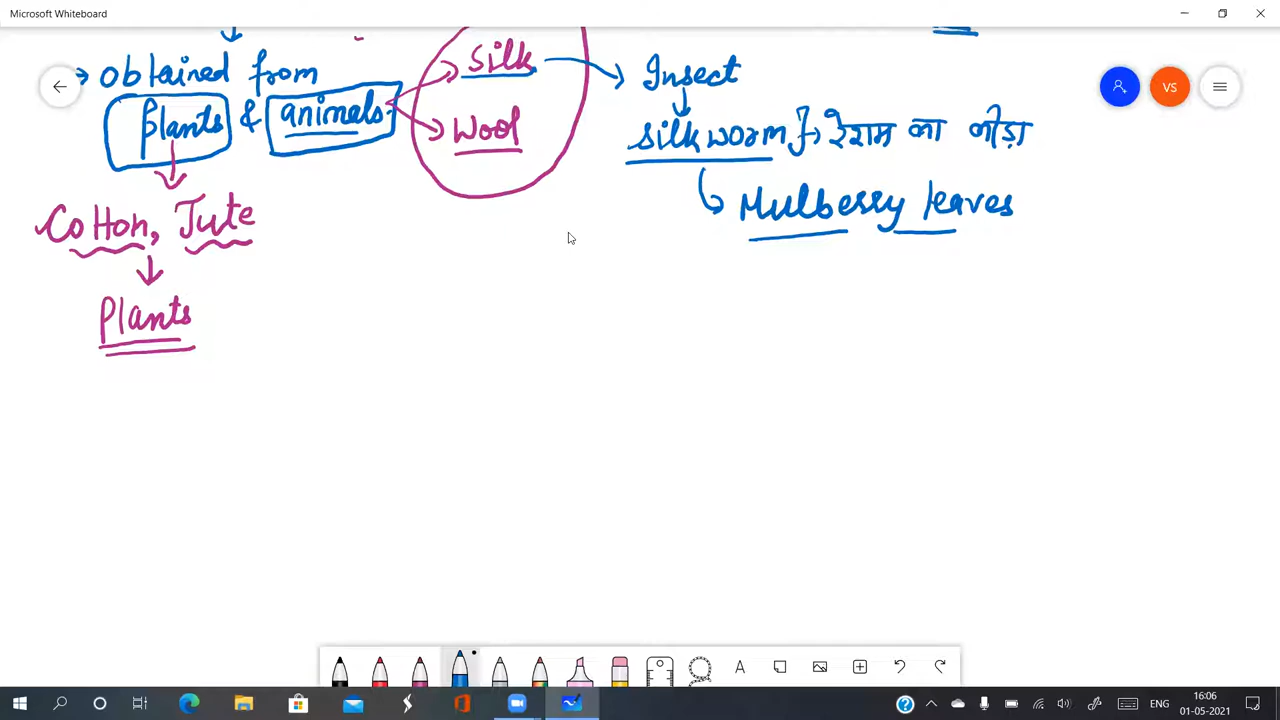 Microsoft Whiteboard
obtained from
plants & animals
Silk
Wool
Insect
silkworm } रेशम का कीड़ा
Mulberry leaves
Cotton, Jute
Plants
VS
A
ENG
16:06
01-05-2021